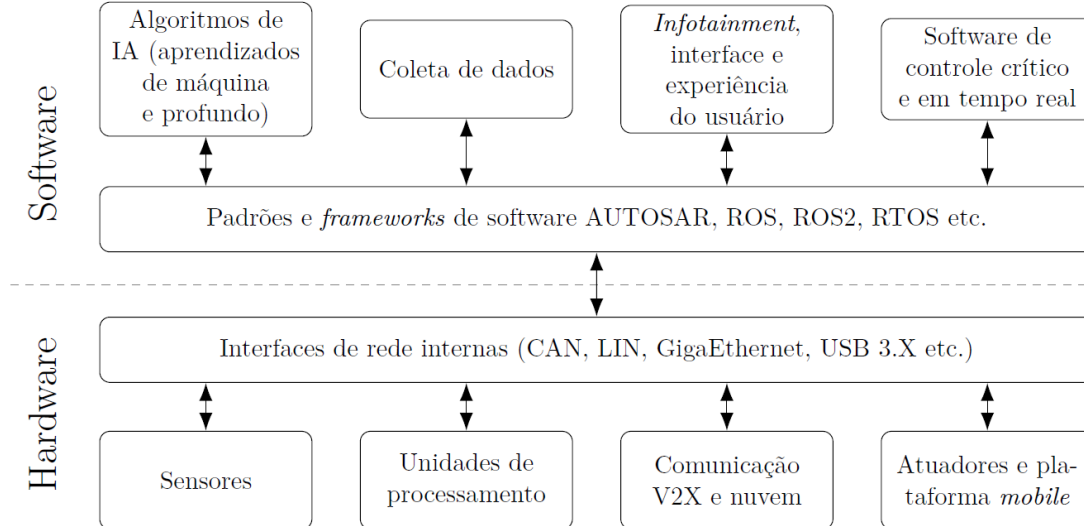 Software
Algoritmos de
IA (aprendizados
de máquina
e profundo)
Coleta de dados
Infotainment,
interface e
experiência
do usuário
Software de
controle crítico
e em tempo real
Padrões e frameworks de software AUTOSAR, ROS, ROS2, RTOS etc.
Hardware
Interfaces de rede internas (CAN, LIN, GigaEthernet, USB 3.X etc.)
Sensores
Unidades de
processamento
Comunicação
V2X e nuvem
Atuadores e pla-
taforma mobile